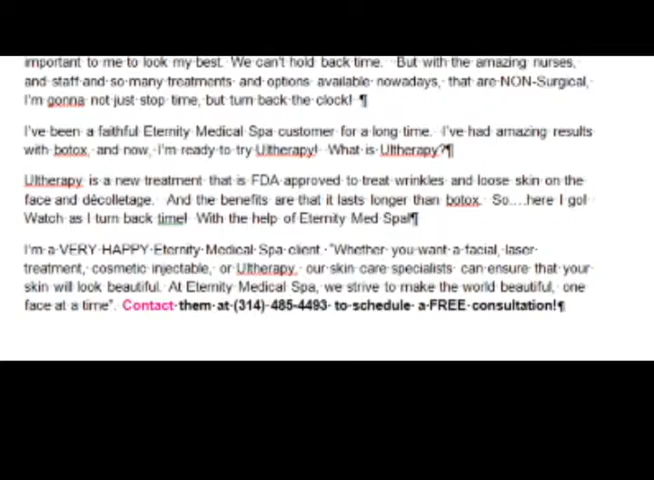 important to me to look my best. We can't hold back time. But with the amazing nurses,
and staff and so many treatments and options available nowadays, that are NON-Surgical,
I'm gonna not just stop time, but turn back the clock! ¶
I've been a faithful Eternity Medical Spa customer for a long time. I've had amazing results
with botox, and now, I'm ready to try Ultherapy! What is Ultherapy?¶
Ultherapy is a new treatment that is FDA approved to treat wrinkles and loose skin on the
face and décolletage. And the benefits are that it lasts longer than botox. So....here I go!
Watch as I turn back time! With the help of Eternity Med Spa!¶
I'm a VERY HAPPY Eternity Medical Spa client. "Whether you want a facial, laser
treatment, cosmetic injectable, or Ultherapy, our skin care specialists can ensure that your
skin will look beautiful. At Eternity Medical Spa, we strive to make the world beautiful, one
face at a time". Contact them at (314) 485-4493 to schedule a FREE consultation!¶